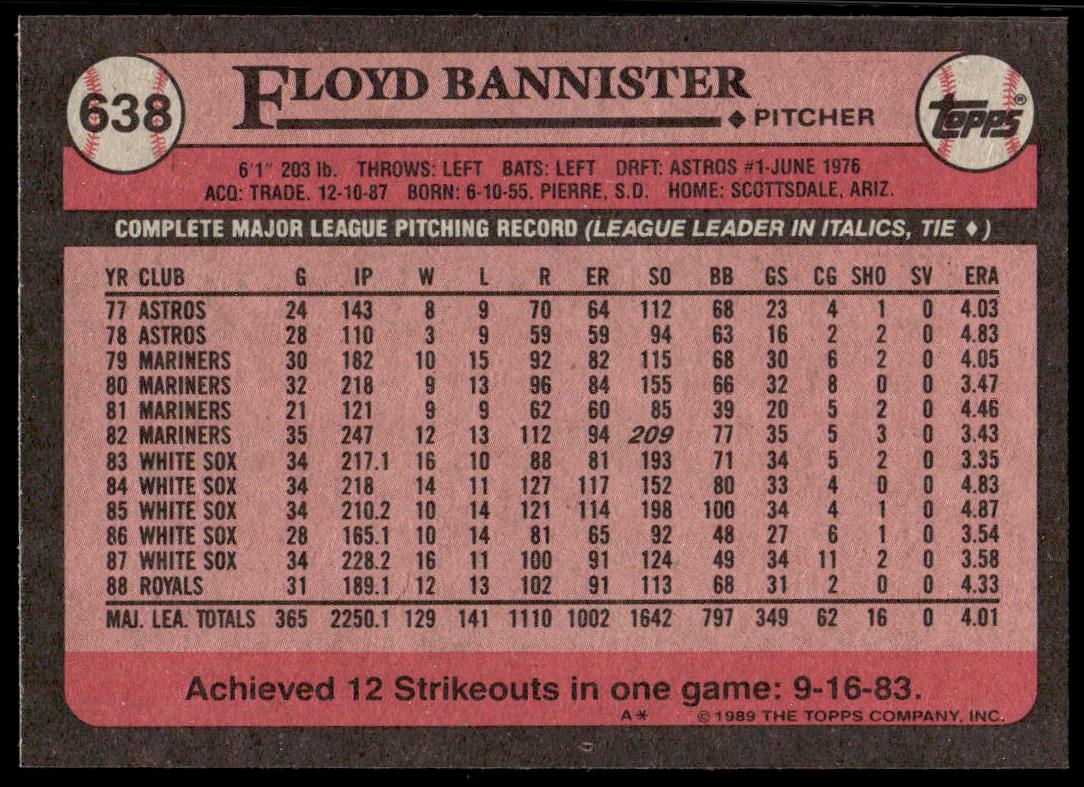 638
FLOYD BANNISTER
♦ PITCHER
Topps®
6'1" 203 lb. THROWS: LEFT BATS: LEFT DRFT: ASTROS #1-JUNE 1976
ACQ: TRADE. 12-10-87 BORN: 6-10-55, PIERRE, S.D. HOME: SCOTTSDALE, ARIZ.
COMPLETE MAJOR LEAGUE PITCHING RECORD (LEAGUE LEADER IN ITALICS, TIE ♦)
YR CLUB G IP W L R ER SO BB GS CG SHO SV ERA
77 ASTROS 24 143 8 9 70 64 112 68 23 4 1 0 4.03
78 ASTROS 28 110 3 9 59 59 94 63 16 2 2 0 4.83
79 MARINERS 30 182 10 15 92 82 115 68 30 6 2 0 4.05
80 MARINERS 32 218 9 13 96 84 155 66 32 8 0 0 3.47
81 MARINERS 21 121 9 9 62 60 85 39 20 5 2 0 4.46
82 MARINERS 35 247 12 13 112 94 209 77 35 5 3 0 3.43
83 WHITE SOX 34 217.1 16 10 88 81 193 71 34 5 2 0 3.35
84 WHITE SOX 34 218 14 11 127 117 152 80 33 4 0 0 4.83
85 WHITE SOX 34 210.2 10 14 121 114 198 100 34 4 1 0 4.87
86 WHITE SOX 28 165.1 10 14 81 65 92 48 27 6 1 0 3.54
87 WHITE SOX 34 228.2 16 11 100 91 124 49 34 11 2 0 3.58
88 ROYALS 31 189.1 12 13 102 91 113 68 31 2 0 0 4.33
MAJ. LEA. TOTALS 365 2250.1 129 141 1110 1002 1642 797 349 62 16 0 4.01
Achieved 12 Strikeouts in one game: 9-16-83.
A* © 1989 THE TOPPS COMPANY, INC.